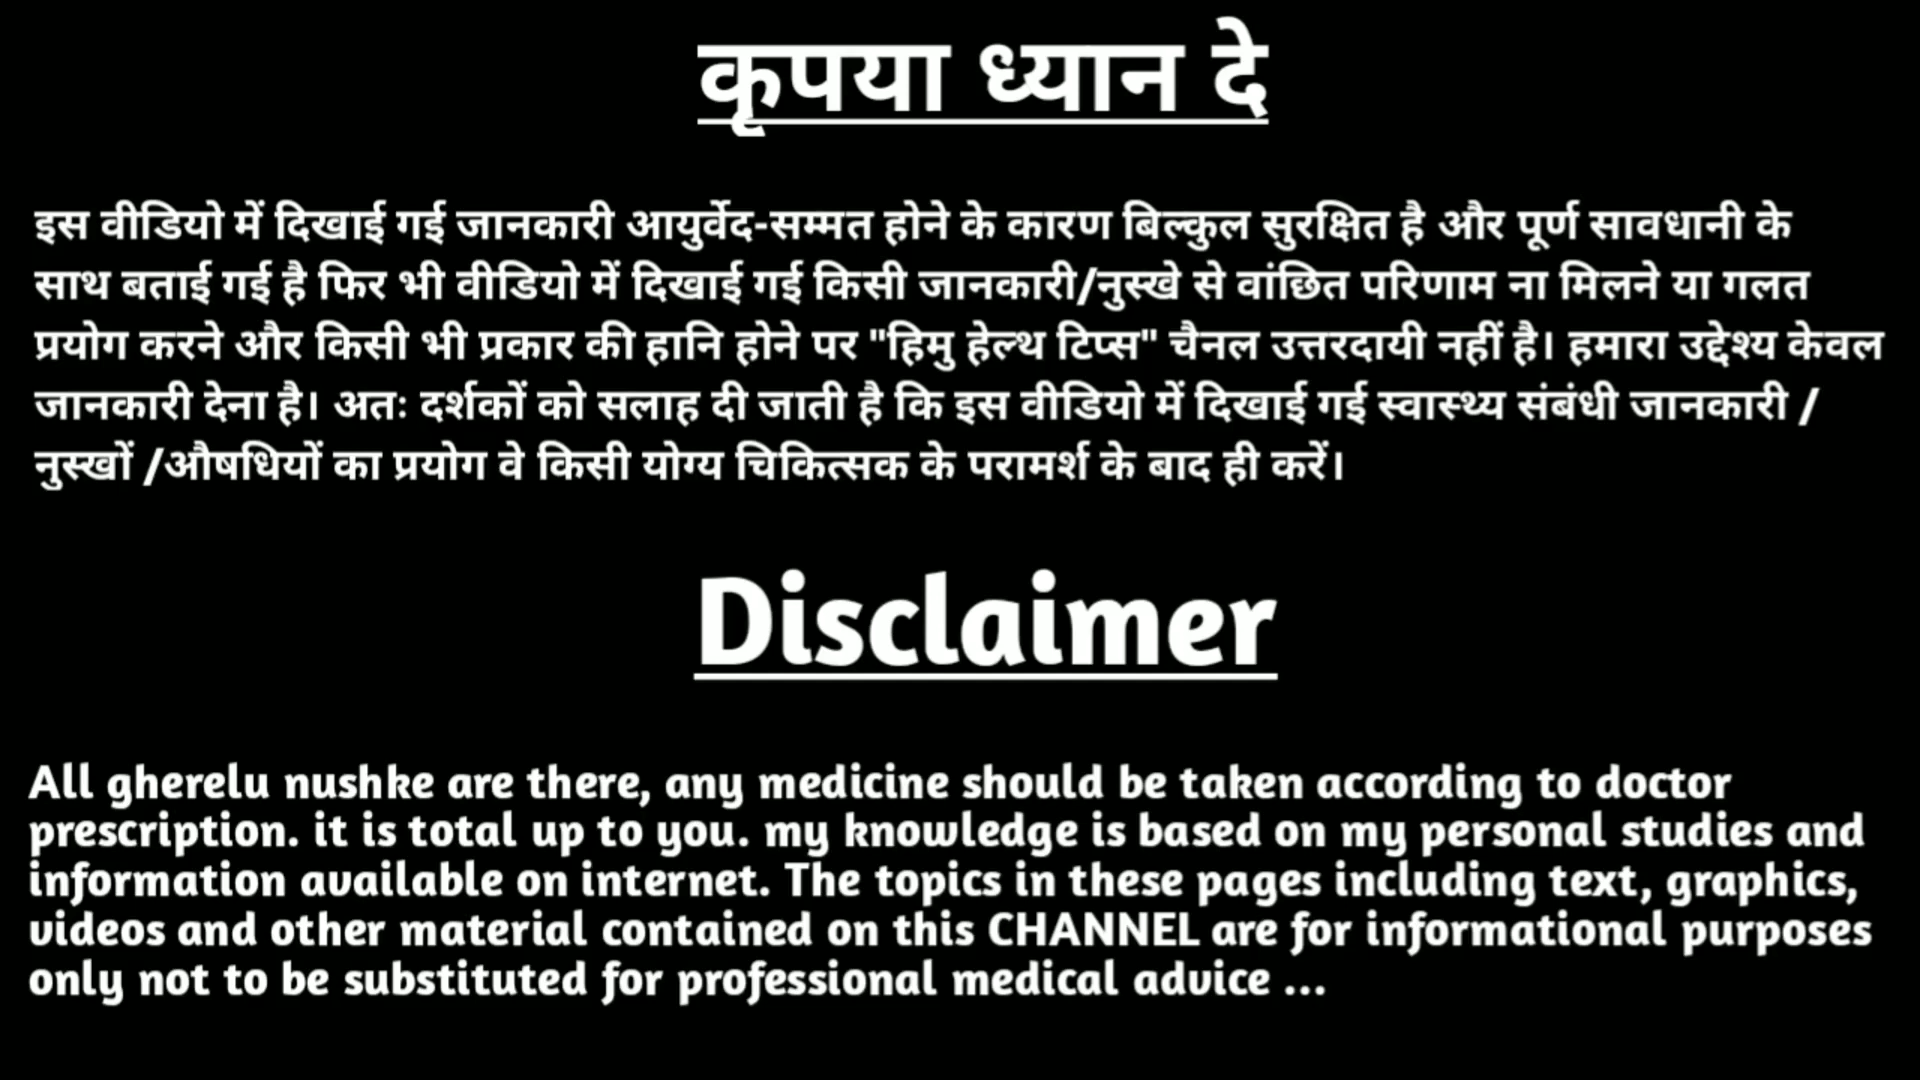 कृपया ध्यान दे
इस वीडियो में दिखाई गई जानकारी आयुर्वेद-सम्मत होने के कारण बिल्कुल सुरक्षित है और पूर्ण सावधानी के
साथ बताई गई है फिर भी वीडियो में दिखाई गई किसी जानकारी/नुस्खे से वांछित परिणाम ना मिलने या गलत
प्रयोग करने और किसी भी प्रकार की हानि होने पर "हिमु हेल्थ टिप्स" चैनल उत्तरदायी नहीं है। हमारा उद्देश्य केवल
जानकारी देना है। अतः दर्शकों को सलाह दी जाती है कि इस वीडियो में दिखाई गई स्वास्थ्य संबंधी जानकारी /
नुस्खों /औषधियों का प्रयोग वे किसी योग्य चिकित्सक के परामर्श के बाद ही करें।
Disclaimer
All gherelu nushke are there, any medicine should be taken according to doctor
prescription. it is total up to you. my knowledge is based on my personal studies and
information available on internet. The topics in these pages including text, graphics,
videos and other material contained on this CHANNEL are for informational purposes
only not to be substituted for professional medical advice ...